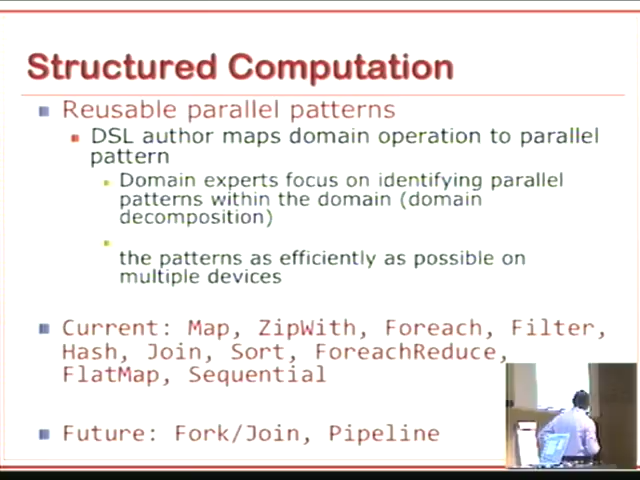 Structured Computation
Reusable parallel patterns
DSL author maps domain operation to parallel
pattern
Domain experts focus on identifying parallel
patterns within the domain (domain
decomposition)
the patterns as efficiently as possible on
multiple devices
Current: Map, ZipWith, Foreach, Filter,
Hash, Join, Sort, ForeachReduce,
FlatMap, Sequential
Future: Fork/Join, Pipeline